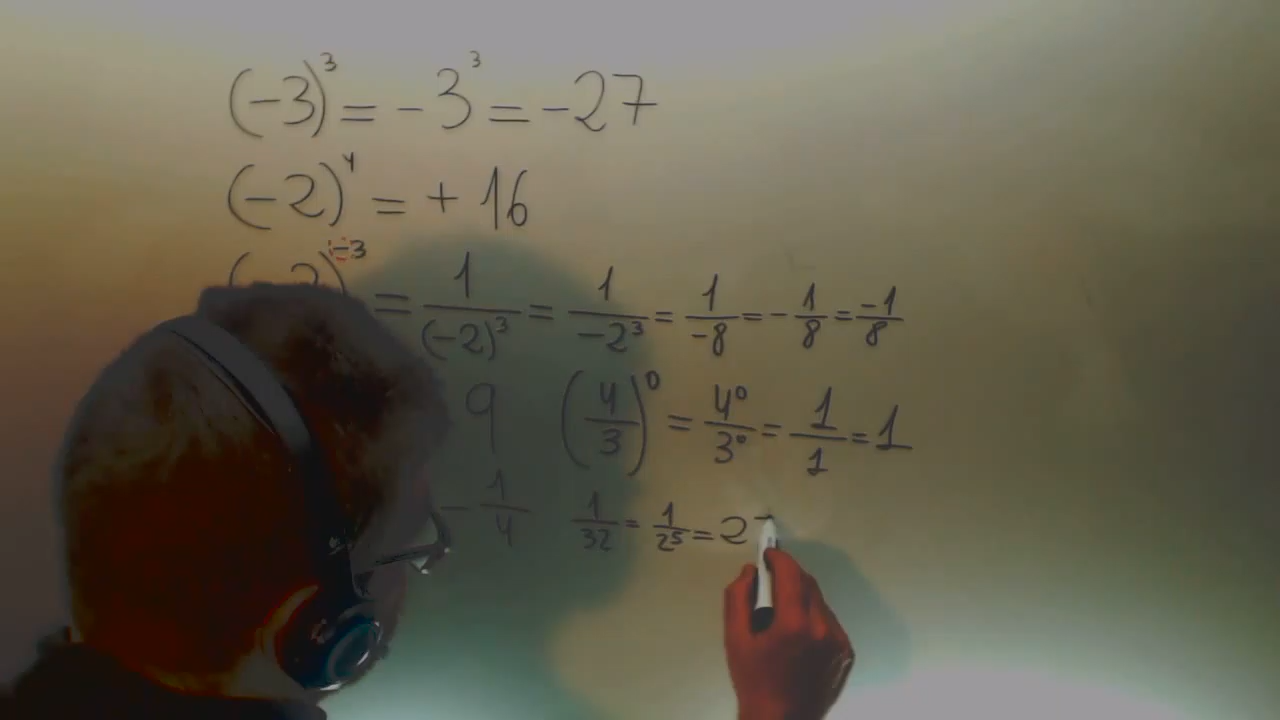 (-3)³ = -3³ = -27
(-2)⁴ = + 16
(-2)⁻³ = 1/(-2)³ = 1/-2³ = 1/-8 = -1/8 = -1/8
9 (4/3)⁰ = 4⁰/3⁰ = 1/1 = 1
-1/4 1/32 = 1/2⁵ = 2⁻